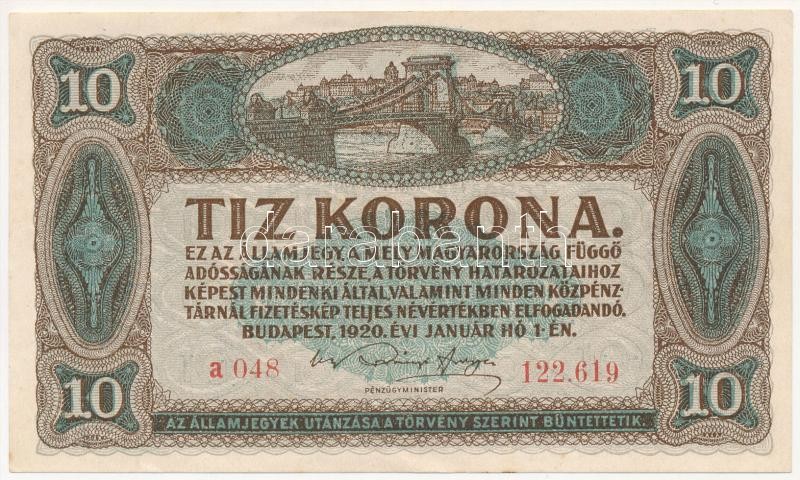 10 10
TIZ KORONA.
EZ AZ ÁLLAMJEGY, A MELY MAGYARORSZÁG FÜGGŐ
ADÓSSÁGÁNAK RÉSZE, A TÖRVÉNY HATÁROZATAIHOZ
KÉPEST MINDENKI ÁLTAL, VALAMINT MINDEN KÖZPÉNZ-
TÁRNÁL FIZETÉSKÉP TELJES NÉVÉRTÉKBEN ELFOGADANDÓ.
BUDAPEST, 1920. ÉVI JANUÁR HÓ 1-ÉN.
a 048 122.619
PÉNZÜGYMINISTER
10 10
AZ ÁLLAMJEGYEK UTÁNZÁSA A TÖRVÉNY SZERINT BÜNTETTETIK.